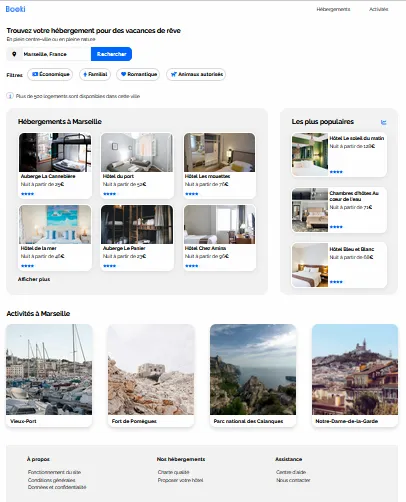 Booki
Hébergements Activités
Trouvez votre hébergement pour des vacances de rêve
En plein centre-ville ou en pleine nature
Marseille, France Rechercher
Filtres Économique Familial Romantique Animaux autorisés
Plus de 500 logements sont disponibles dans cette ville
Hébergements à Marseille
Auberge La Cannebière
Nuit à partir de 25€
Hôtel du port
Nuit à partir de 52€
Hôtel Les mouettes
Nuit à partir de 76€
Hôtel de la mer
Nuit à partir de 46€
Auberge Le Panier
Nuit à partir de 23€
Hôtel Chez Amina
Nuit à partir de 96€
Afficher plus
Les plus populaires
Hôtel Le soleil du matin
Nuit à partir de 128€
Chambres d'hôtes Au
cœur de l'eau
Nuit à partir de 71€
Hôtel Bleu et Blanc
Nuit à partir de 68€
Activités à Marseille
Vieux-Port
Fort de Pomègues
Parc national des Calanques
Notre-Dame-de-la-Garde
À propos
Fonctionnement du site
Conditions générales
Données et confidentialité
Nos hébergements
Charte qualité
Proposer votre hôtel
Assistance
Centre d'aide
Nous contacter